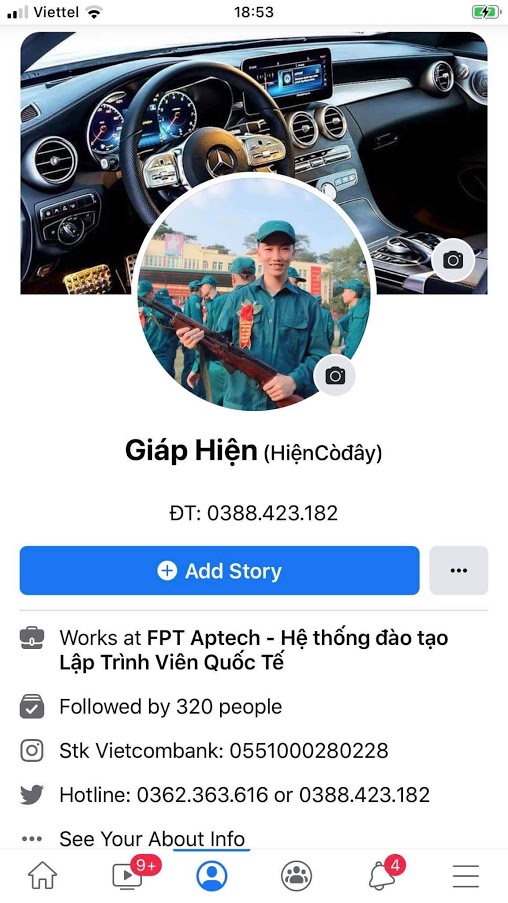 Viettel 18:53
Giáp Hiện (HiệnCòđây)
ĐT: 0388.423.182
Add Story
Works at FPT Aptech - Hệ thống đào tạo
Lập Trình Viên Quốc Tế
Followed by 320 people
Stk Vietcombank: 0551000280228
Hotline: 0362.363.616 or 0388.423.182
See Your About Info
9+ 4